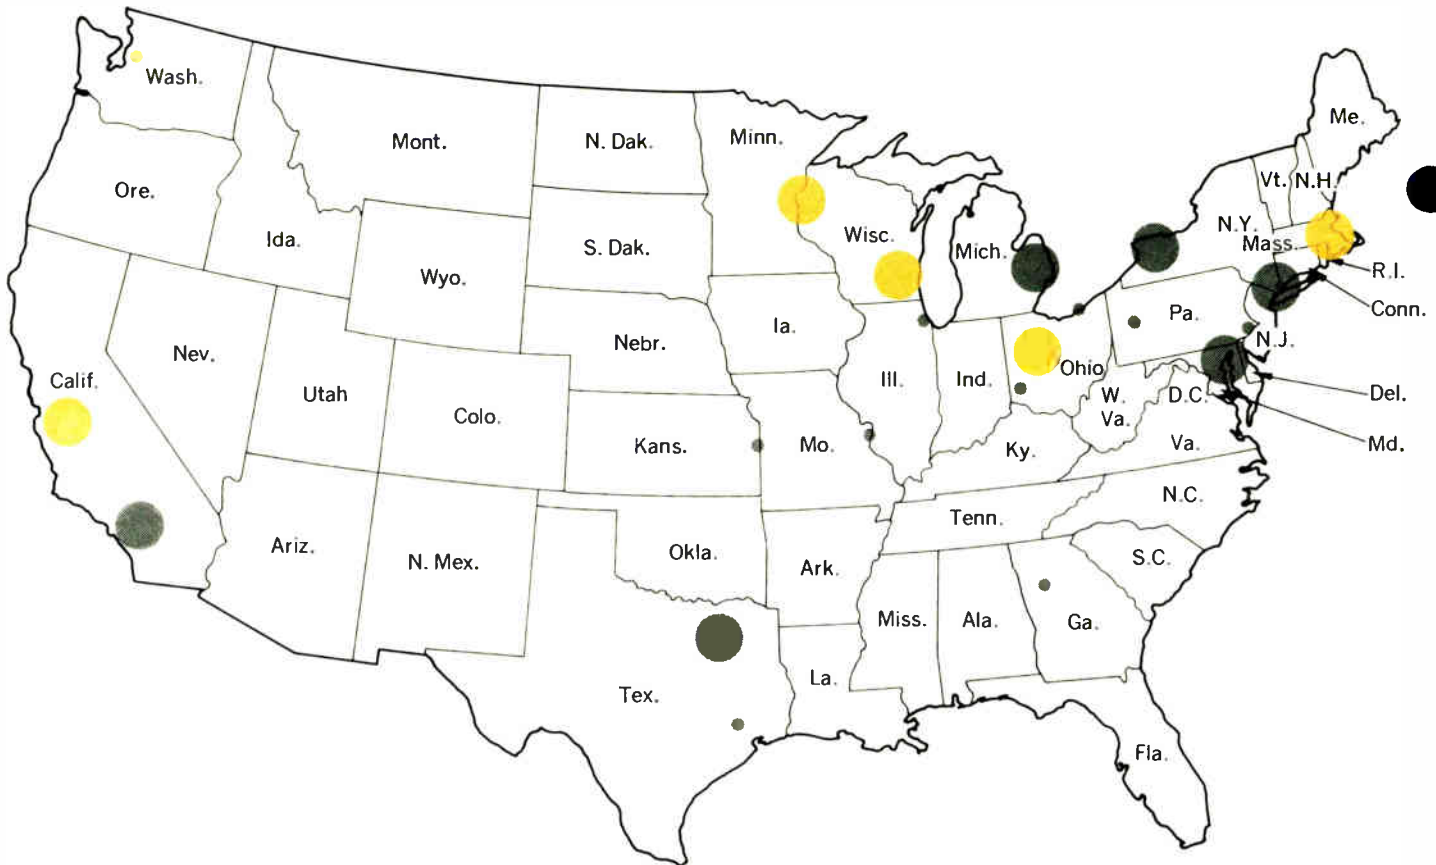 Wash.
Me.
Mont.
N. Dak.
Minn.
Ore.
Vt.
N.H.
N.Y.
Ida.
S. Dak.
Wisc.
Mich.
Mass.
R.I.
Wyo.
Conn.
Pa.
Ia.
Nebr.
N.J.
Nev.
Calif.
Ill.
Ind.
Ohio
Utah
Colo.
W.
Va.
D.C.
Del.
Kans.
Mo.
Ky.
Va.
Md.
N.C.
Tenn.
Ariz.
N. Mex.
Okla.
Ark.
S.C.
Miss.
Ala.
Ga.
La.
Tex.
Fla.